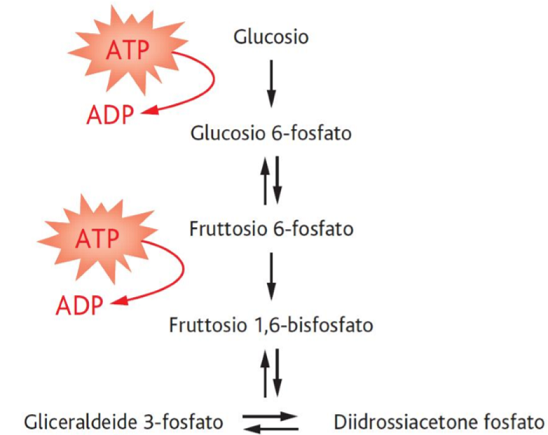 Glucosio
ATP
ADP
Glucosio 6-fosfato
Fruttosio 6-fosfato
ATP
ADP
Fruttosio 1,6-bisfosfato
Gliceraldeide 3-fosfato
Diidrossiacetone fosfato